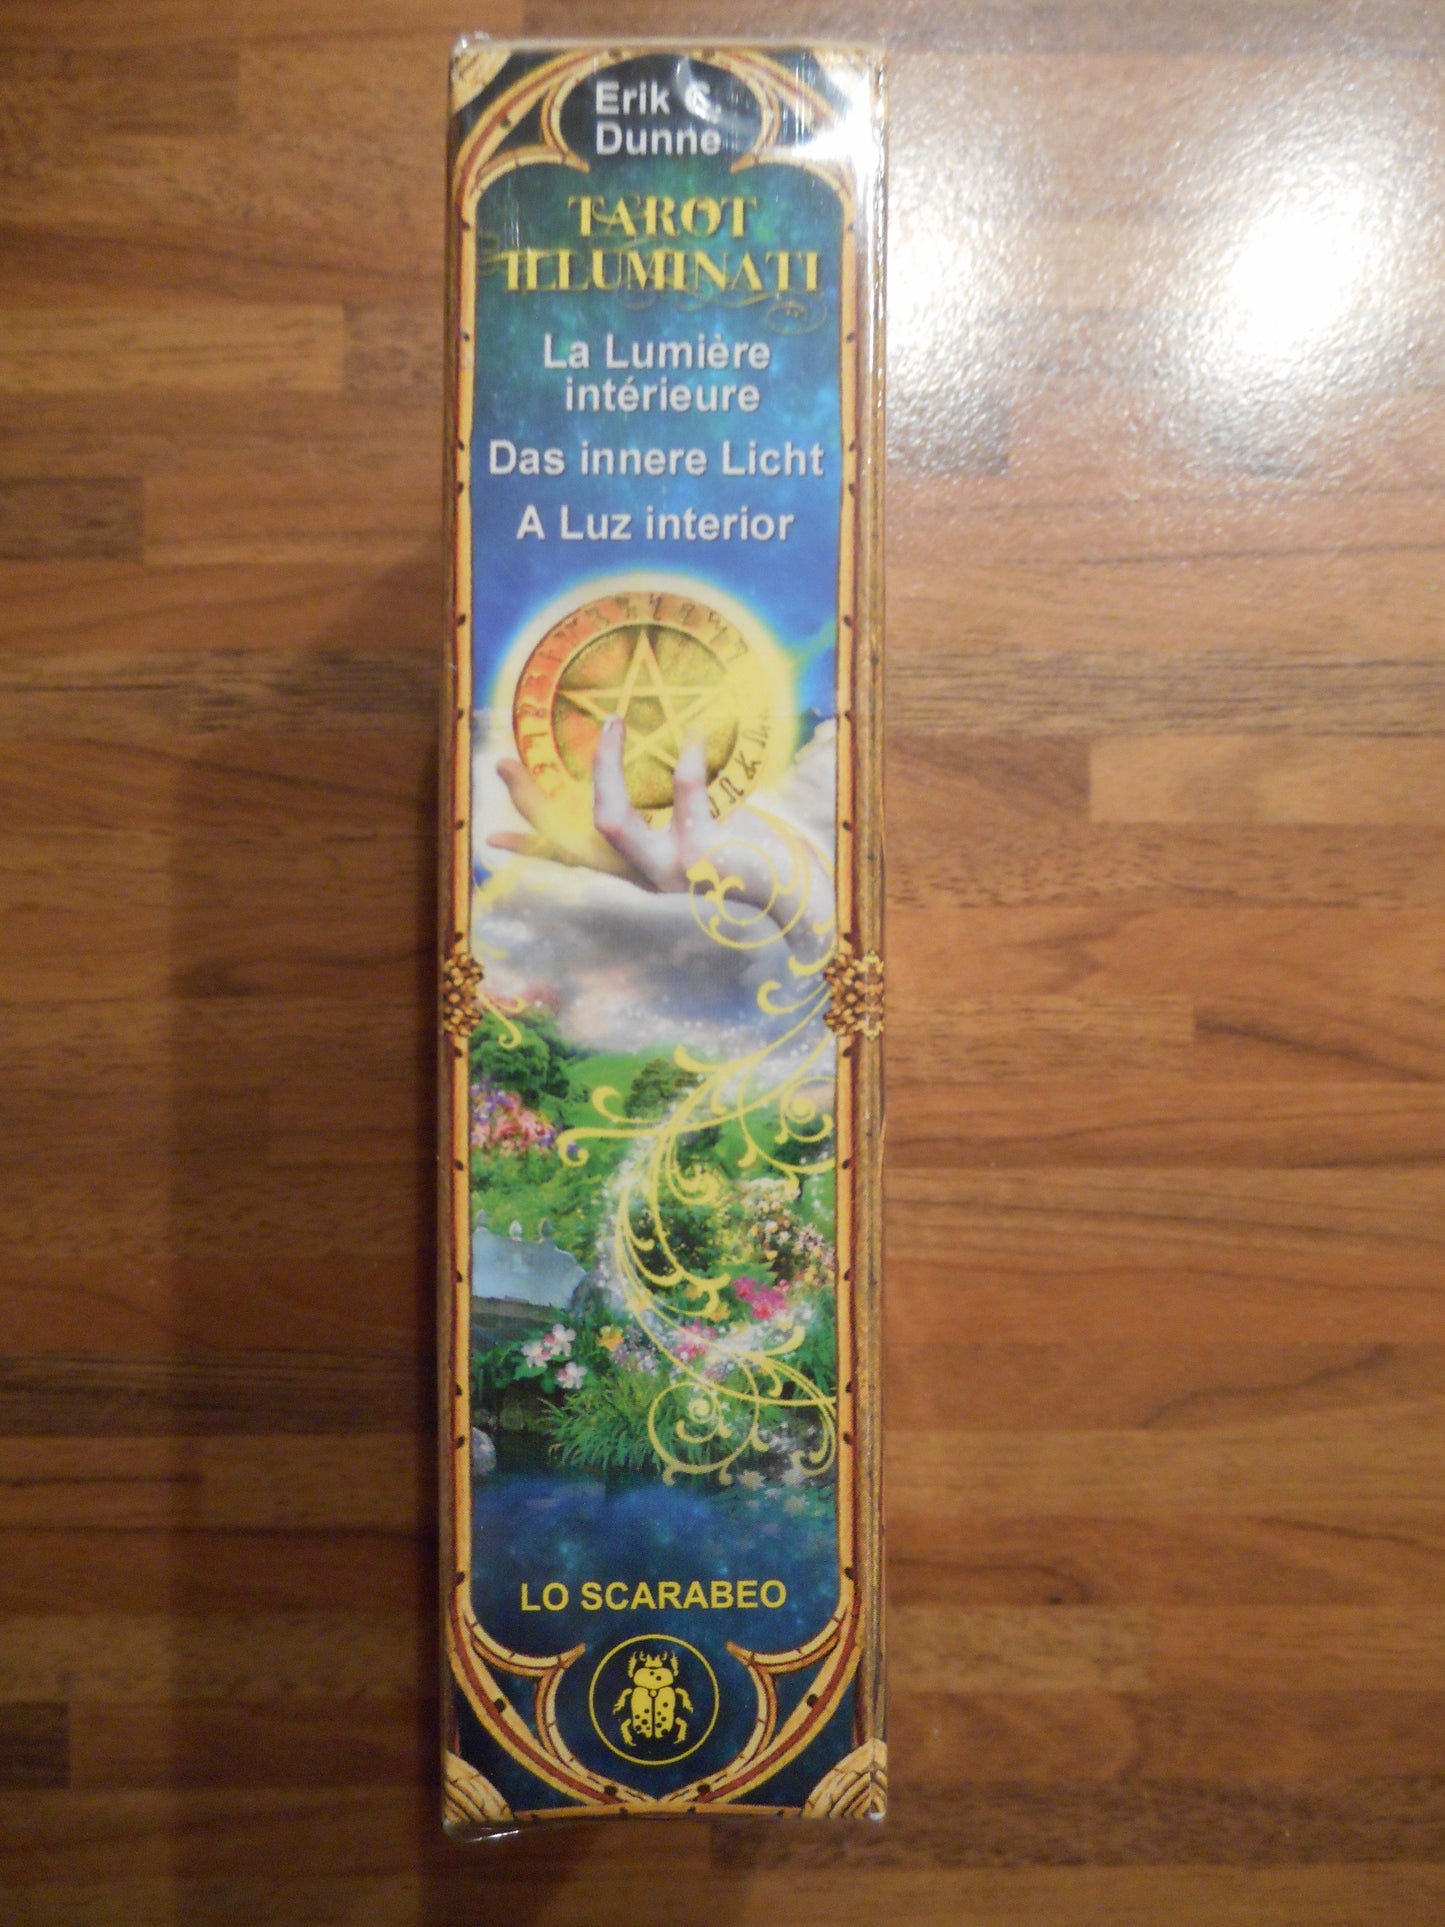 Erik C.
Dunne
TAROT
ILLUMINATI
La Lumière
intérieure
Das innere Licht
A Luz interior
LO SCARABEO